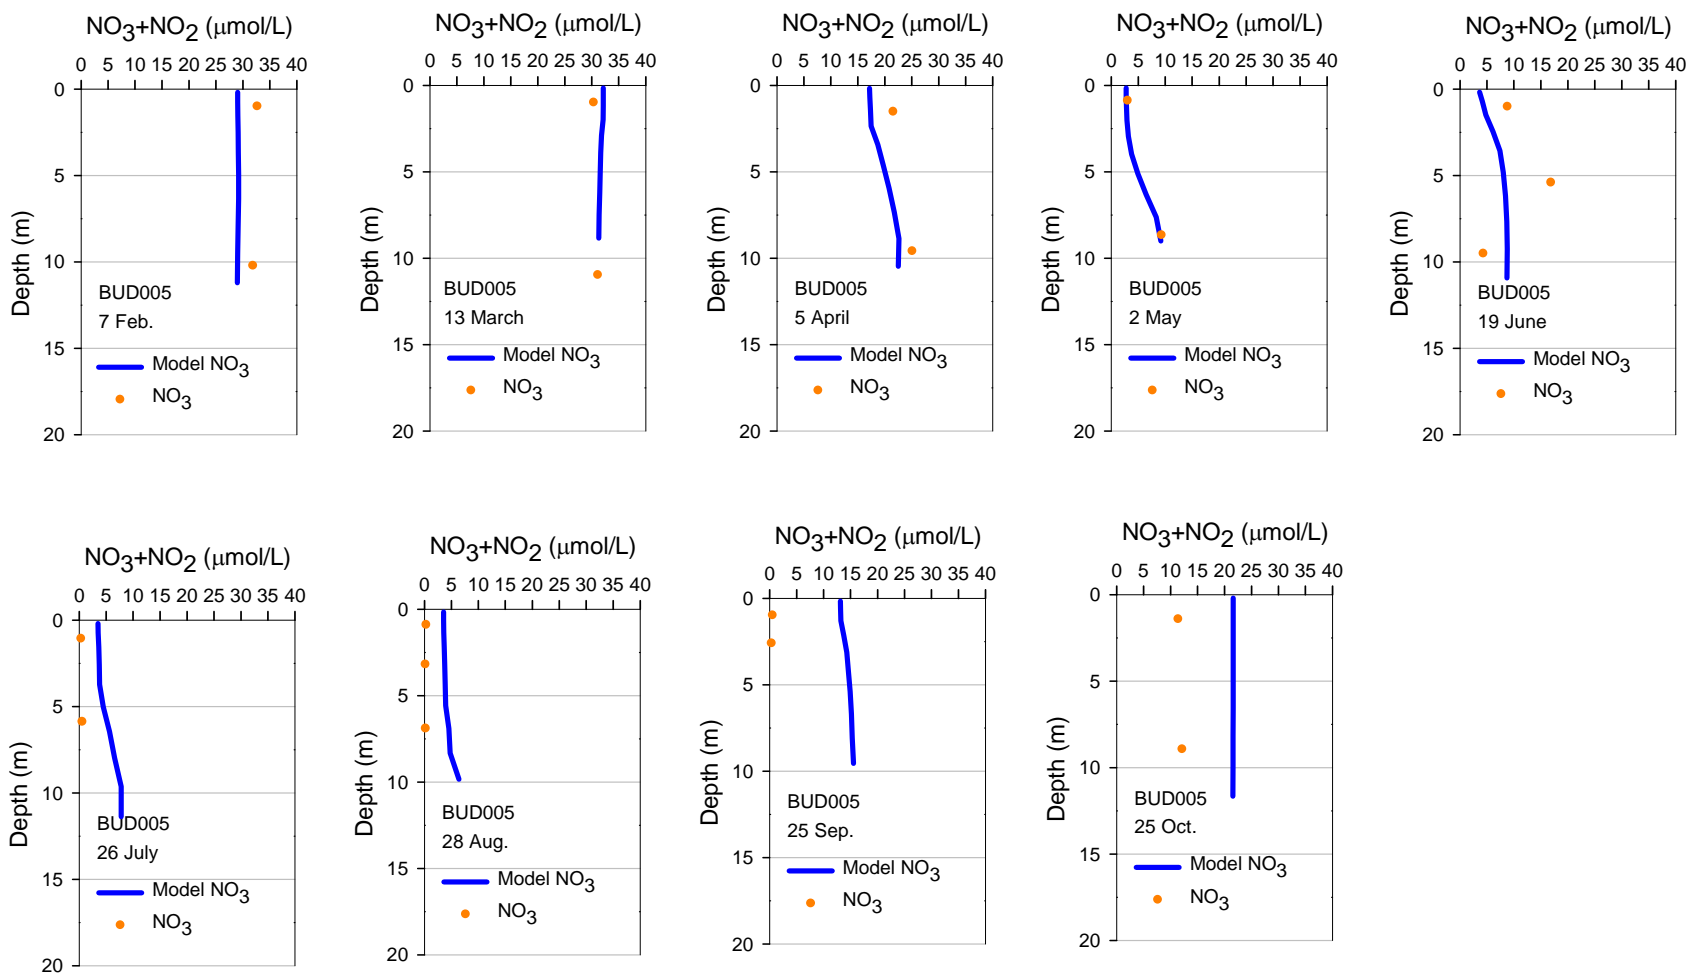 NO3+NO2 (μmol/L)
0 5 10 15 20 25 30 35 40
0
5
10
15
20
Depth (m)
BUD005
7 Feb.
Model NO3
NO3
NO3+NO2 (μmol/L)
0 5 10 15 20 25 30 35 40
0
5
10
15
20
Depth (m)
BUD005
13 March
Model NO3
NO3
NO3+NO2 (μmol/L)
0 5 10 15 20 25 30 35 40
0
5
10
15
20
Depth (m)
BUD005
5 April
Model NO3
NO3
NO3+NO2 (μmol/L)
0 5 10 15 20 25 30 35 40
0
5
10
15
20
Depth (m)
BUD005
2 May
Model NO3
NO3
NO3+NO2 (μmol/L)
0 5 10 15 20 25 30 35 40
0
5
10
15
20
Depth (m)
BUD005
19 June
Model NO3
NO3
NO3+NO2 (μmol/L)
0 5 10 15 20 25 30 35 40
0
5
10
15
20
Depth (m)
BUD005
26 July
Model NO3
NO3
NO3+NO2 (μmol/L)
0 5 10 15 20 25 30 35 40
0
5
10
15
20
Depth (m)
BUD005
28 Aug.
Model NO3
NO3
NO3+NO2 (μmol/L)
0 5 10 15 20 25 30 35 40
0
5
10
15
20
Depth (m)
BUD005
25 Sep.
Model NO3
NO3
NO3+NO2 (μmol/L)
0 5 10 15 20 25 30 35 40
0
5
10
15
20
Depth (m)
BUD005
25 Oct.
Model NO3
NO3